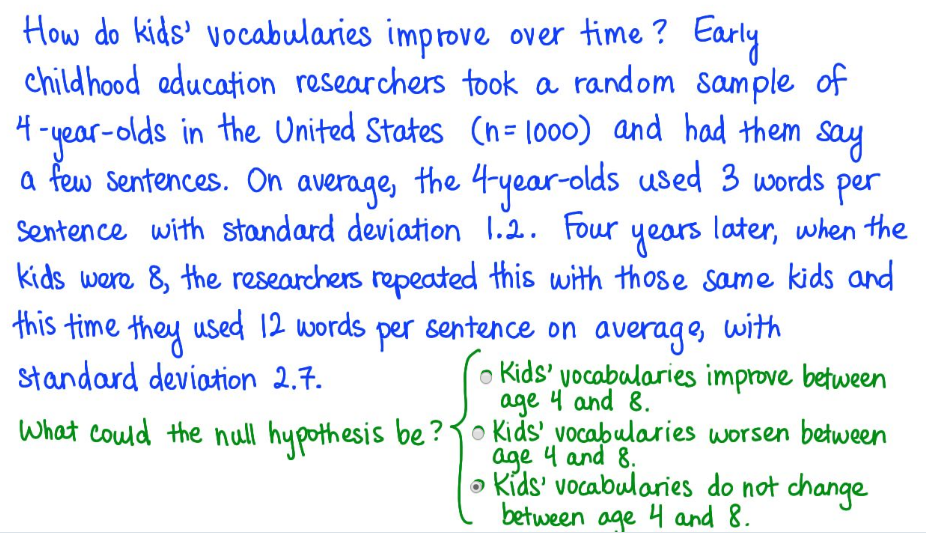 How do kids' vocabularies improve over time? Early
childhood education researchers took a random sample of
4-year-olds in the United States (n=1000) and had them say
a few sentences. On average, the 4-year-olds used 3 words per
sentence with standard deviation 1.2. Four years later, when the
kids were 8, the researchers repeated this with those same kids and
this time they used 12 words per sentence on average, with
standard deviation 2.7.
What could the null hypothesis be?
Kids' vocabularies improve between
age 4 and 8.
Kids' vocabularies worsen between
age 4 and 8.
Kids' vocabularies do not change
between age 4 and 8.